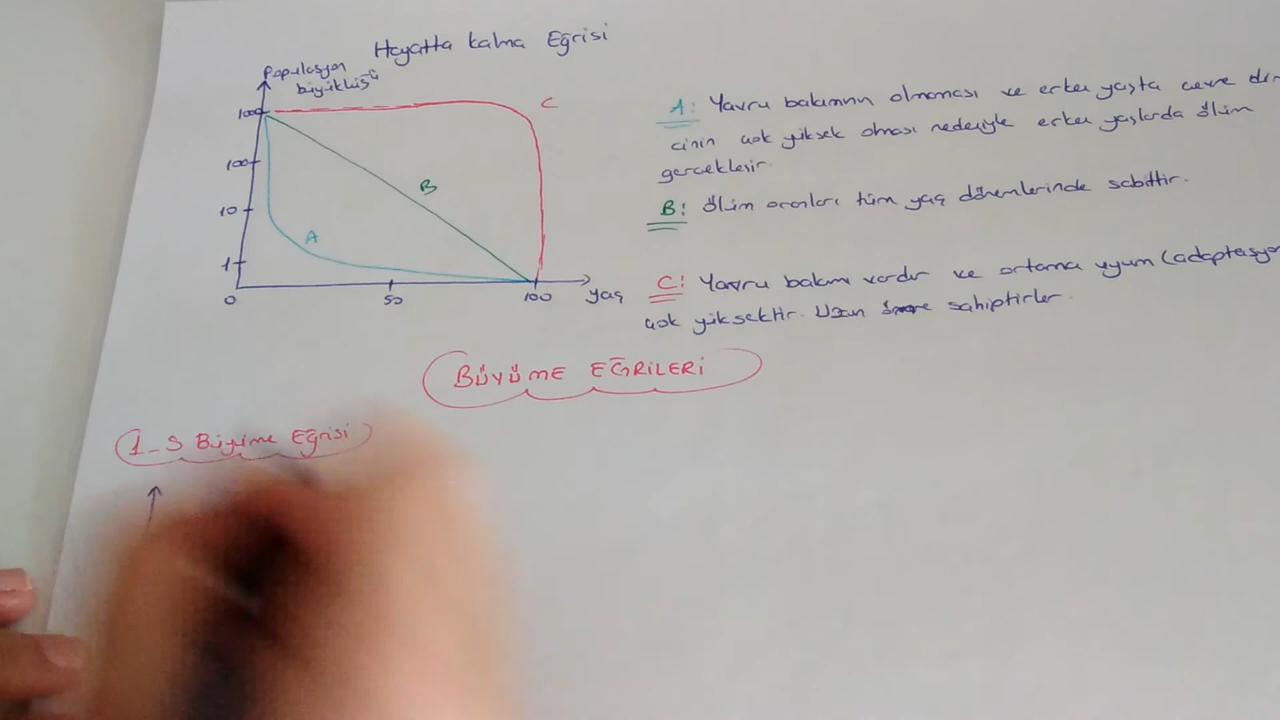 Hayatta kalma Eğrisi
Populasyon
büyüklüğü
1000
100
10
1
0
50
100
yaş
A
B
C
A: Yavru bakımının olmaması ve erken yaşta çevre diren
cinin çok yüksek olması nedeniyle erken yaşlarda ölüm
gerçekleşir.
B: Ölüm oranları tüm yaş dönemlerinde sabittir.
C: Yavru bakımı vardır ve ortama uyum (adaptasyon
çok yüksektir. Uzun ömre sahiptirler.
BÜYÜME EĞRİLERİ
1_S Büyüme Eğrisi